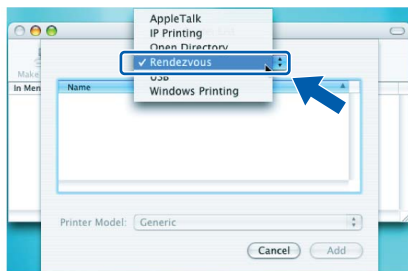 AppleTalk
IP Printing
Open Directory
✓ Rendezvous
USB
Windows Printing
Make
In Men
Name
Printer Model: Generic
Cancel Add